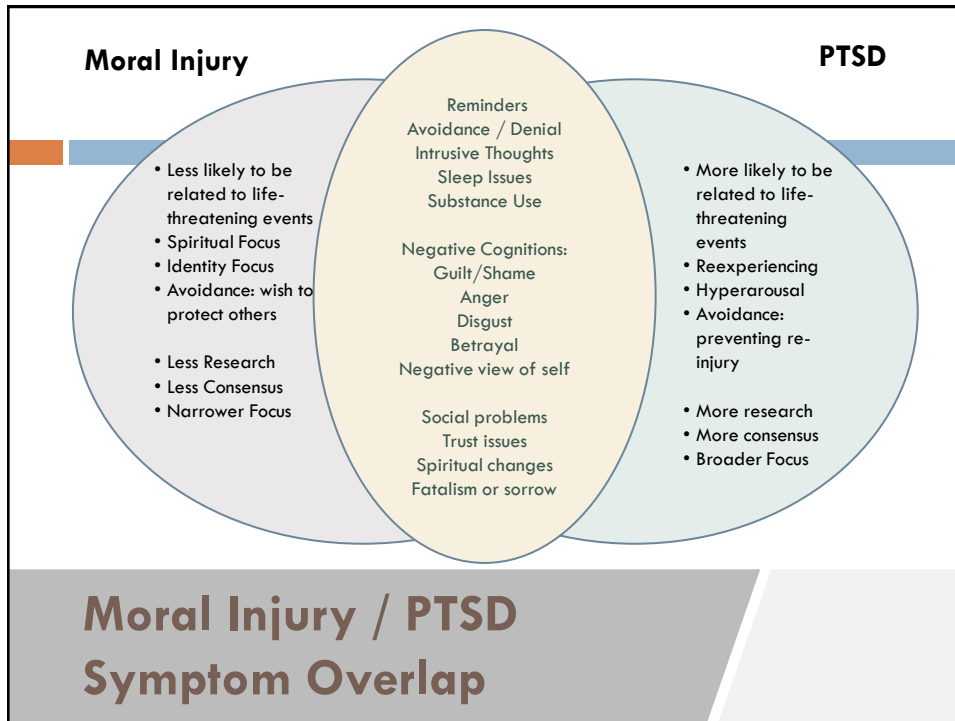 Moral Injury
PTSD
• Less likely to be
related to life-
threatening events
• Spiritual Focus
• Identity Focus
• Avoidance: wish to
protect others
• Less Research
• Less Consensus
• Narrower Focus
Reminders
Avoidance / Denial
Intrusive Thoughts
Sleep Issues
Substance Use
Negative Cognitions:
Guilt/Shame
Anger
Disgust
Betrayal
Negative view of self
Social problems
Trust issues
Spiritual changes
Fatalism or sorrow
• More likely to be
related to life-
threatening
events
• Reexperiencing
• Hyperarousal
• Avoidance:
preventing re-
injury
• More research
• More consensus
• Broader Focus
Moral Injury / PTSD
Symptom Overlap